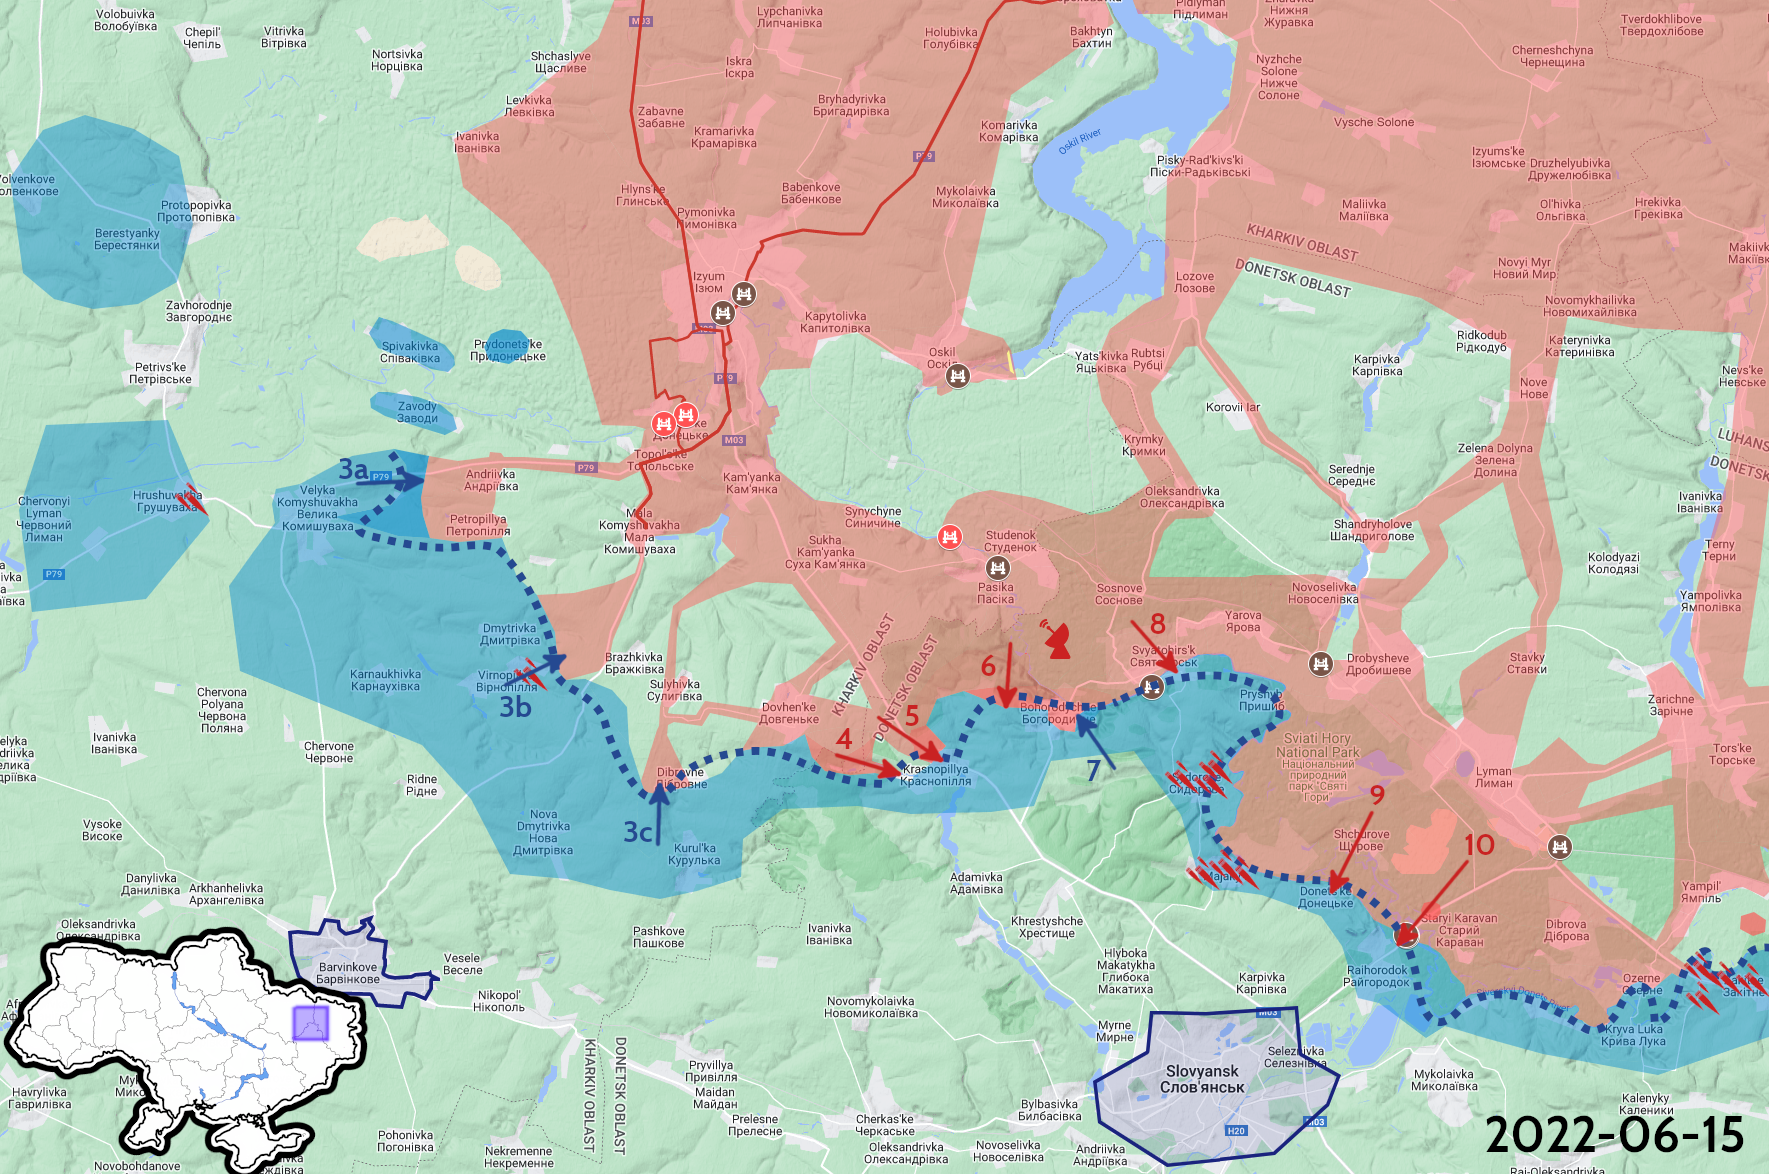 Volobuivka
Волобуївка
Chepil'
Чепіль
Vitrivka
Вітрівка
Nortsivka
Норцівка
Shchaslyve
Щасливе
M03
Lypchanivka
Липчанівка
Holubivka
Голубівка
Bakhtyn
Бахтин
Pidlyman
Підлиман
Нижня
Журавка
Tverdokhlibove
Твердохлібове
Iskra
Іскра
Nyzhche
Solone
Нижче
Солоне
Cherneshchyna
Чернещина
Levkivka
Левківка
Zabavne
Забавне
Bryhadyrivka
Бригадирівка
Vysche Solone
Ivanivka
Іванівка
Kramarivka
Крамарівка
Komarivka
Комарівка
Oskil River
P79
Pisky-Rad'kivs'ki
Піски-Радьківські
Izyums'ke
Ізюмське
Druzhelyubivka
Дружелюбівка
Protopopivka
Протопопівка
Hlyns'ke
Глинське
Babenkove
Бабенкове
Mykolaivka
Миколаївка
Maliivka
Маліївка
Ol'hivka
Ольгівка
Hrekivka
Греківка
Berestyanky
Берестянки
Pymonivka
Пимонівка
KHARKIV OBLAST
DONETSK OBLAST
Novyi Myr
Новий Мир
Izyum
Ізюм
Lozove
Лозове
Zavhorodnje
Завгороднє
Kapytolivka
Капитолівка
Novomykhailivka
Новомихайлівка
Spivakivka
Співаківка
Prydonets'ke
Придонецьке
Oskil
Yats'kivka
Яцьківка
Rubtsi
Рубці
Karpivka
Карпівка
Ridkodub
Рідкодуб
Katerynivka
Катеринівка
Petrivs'ke
Петрівське
P79
Nove
Нове
Nevs'ke
Невське
Zavody
Заводи
Korovii Iar
M03
Krymky
Кримки
Zelena Dolyna
Зелена
Долина
LUHANS
DONETSK
Topol's'ke
Топольське
3a
P79
Andriivka
Андріївка
P79
Kam'yanka
Кам'янка
Serednje
Середнє
Chervonyi
Lyman
Червоний
Лиман
Hrushuvakha
Грушуваха
Velyka
Komyshuvakha
Велика
Комишуваха
Oleksandrivka
Олександрівка
Ivanivka
Іванівка
Petropillya
Петропілля
Mala
Komyshuvakha
Мала
Комишуваха
Synychyne
Синичине
Studenok
Студенок
Shandryholove
Шандриголове
Sukha
Kam'yanka
Суха Кам'янка
Terny
Терни
Kolodyazi
Колодязі
P79
Pasika
Пасіка
Sosnove
Соснове
Novoselivka
Новоселівка
Yampolivka
Ямполівка
Dmytrivka
Дмитрівка
KHARKIV OBLAST
DONETSK OBLAST
8
Yarova
Ярова
Karnaukhivka
Карнаухівка
Virnopillya
Вірнопілля
Brazhkivka
Бражківка
6
Svyatohirs'k
Святогірськ
Drobysheve
Дробишеве
Stavky
Ставки
3b
Sulyhivka
Сулигівка
Pryshyb
Пришиб
Zarichne
Зарічне
Chervona
Polyana
Червона
Поляна
Dovhen'ke
Довгеньке
5
Bohorodychne
Богородичне
Ivanivka
Іванівка
Chervone
Червоне
4
Sviati Hory
National Park
Національний
природний
парк "Святі
Гори"
Tors'ke
Торське
Ridne
Рідне
Dibrovne
Дібровне
Krasnopillya
Краснопілля
7
Sydorove
Сидорове
Lyman
Лиман
9
Vysoke
Високе
Nova
Dmytrivka
Нова
Дмитрівка
3c
Shchurove
Щурове
10
Kurul'ka
Курулька
Majaky
Danylivka
Данилівка
Arkhanhelivka
Архангелівка
Adamivka
Адамівка
Donets'ke
Донецьке
Yampil'
Ямпіль
Oleksandrivka
Олександрівка
Pashkove
Пашкове
Ivanivka
Іванівка
Khrestyshche
Хрестище
Staryi Karavan
Старий
Караван
Dibrova
Діброва
Barvinkove
Барвінкове
Vesele
Веселе
Hlyboka
Makatykha
Глибока
Макатиха
Karpivka
Карпівка
Raihorodok
Райгородок
Ozerne
Озерне
Zakitne
Закітне
Nikopol'
Нікополь
Novomykolaivka
Новомиколаївка
Siverskyi Donets River
M03
Myrne
Мирне
Kryva Luka
Крива Лука
KHARKIV OBLAST
DONETSK OBLAST
Pryvillya
Привілля
Slovyansk
Слов'янськ
Seleznivka
Селезнівка
Mykolaivka
Миколаївка
Havrylivka
Гаврилівка
Maidan
Майдан
Prelesne
Прелесне
Cherkas'ke
Черкаське
Bylbasivka
Билбасівка
M03
Kalenyky
Каленики
H20
Pohonivka
Погонівка
Nekremenne
Некременне
Oleksandrivka
Олександрівка
Novoselivka
Новоселівка
Andriivka
Андріївка
2022-06-15
Novobohdanove
Rai-Oleksandrivka